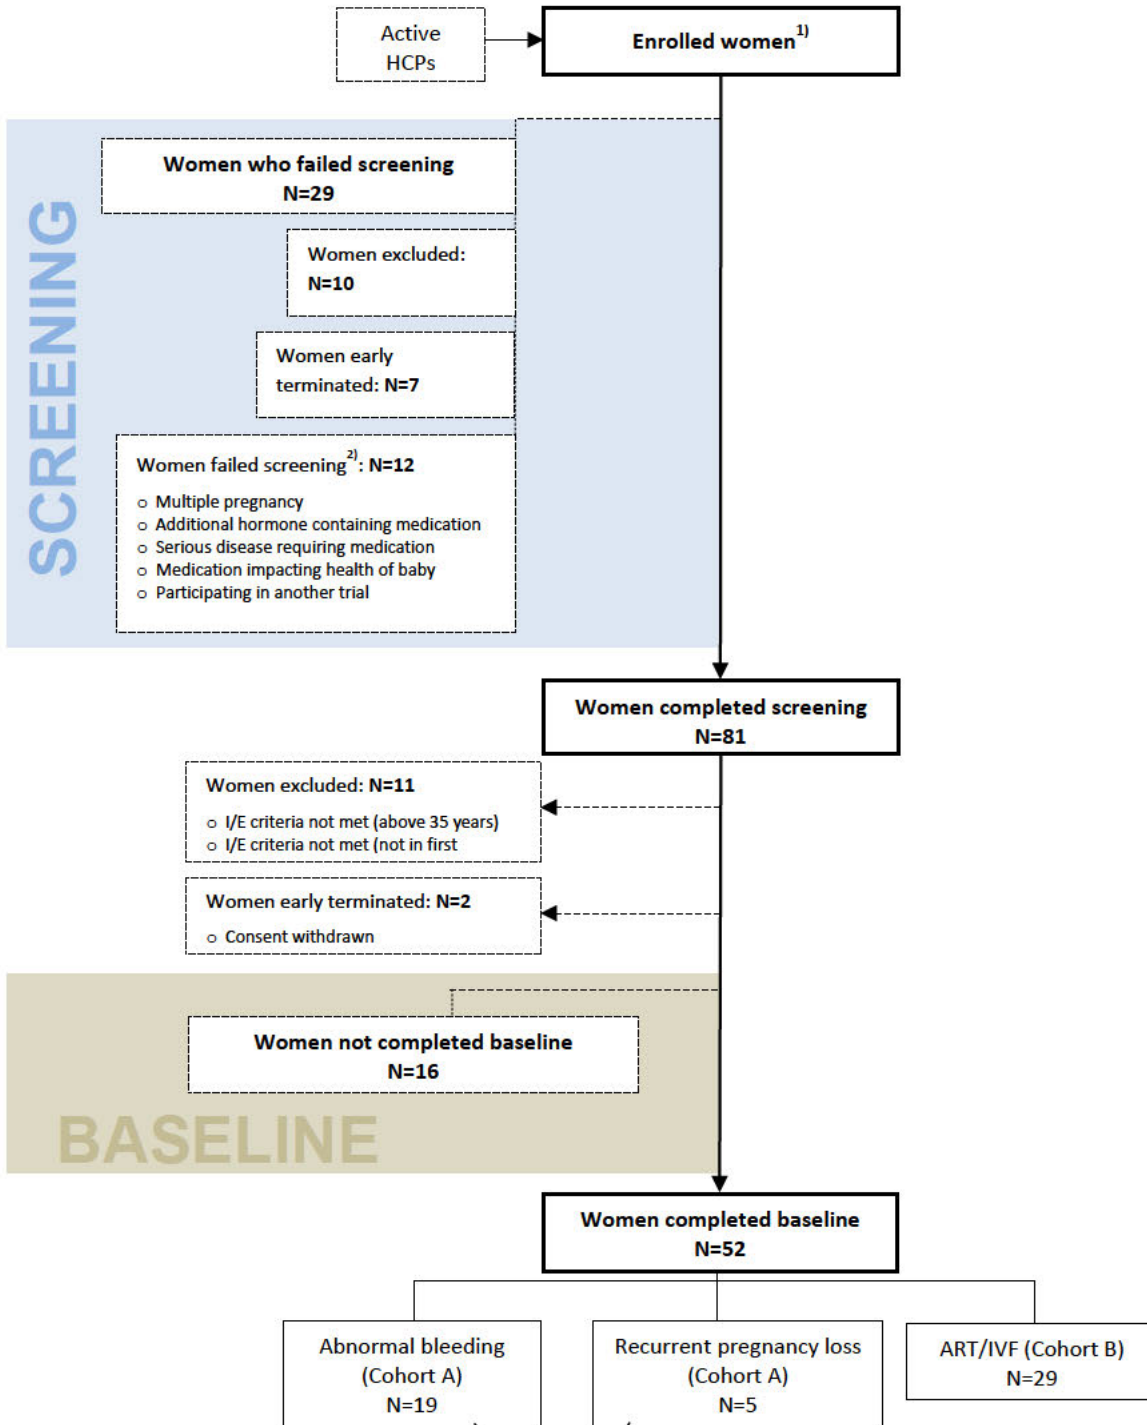 Active
HCPs
Enrolled women1)
SCREENING
Women who failed screening
N=29
Women excluded:
N=10
Women early
terminated: N=7
Women failed screening2): N=12
o Multiple pregnancy
o Additional hormone containing medication
o Serious disease requiring medication
o Medication impacting health of baby
o Participating in another trial
Women completed screening
N=81
Women excluded: N=11
o I/E criteria not met (above 35 years)
o I/E criteria not met (not in first
Women early terminated: N=2
o Consent withdrawn
Women not completed baseline
N=16
BASELINE
Women completed baseline
N=52
Abnormal bleeding
(Cohort A)
N=19
Recurrent pregnancy loss
(Cohort A)
N=5
ART/IVF (Cohort B)
N=29